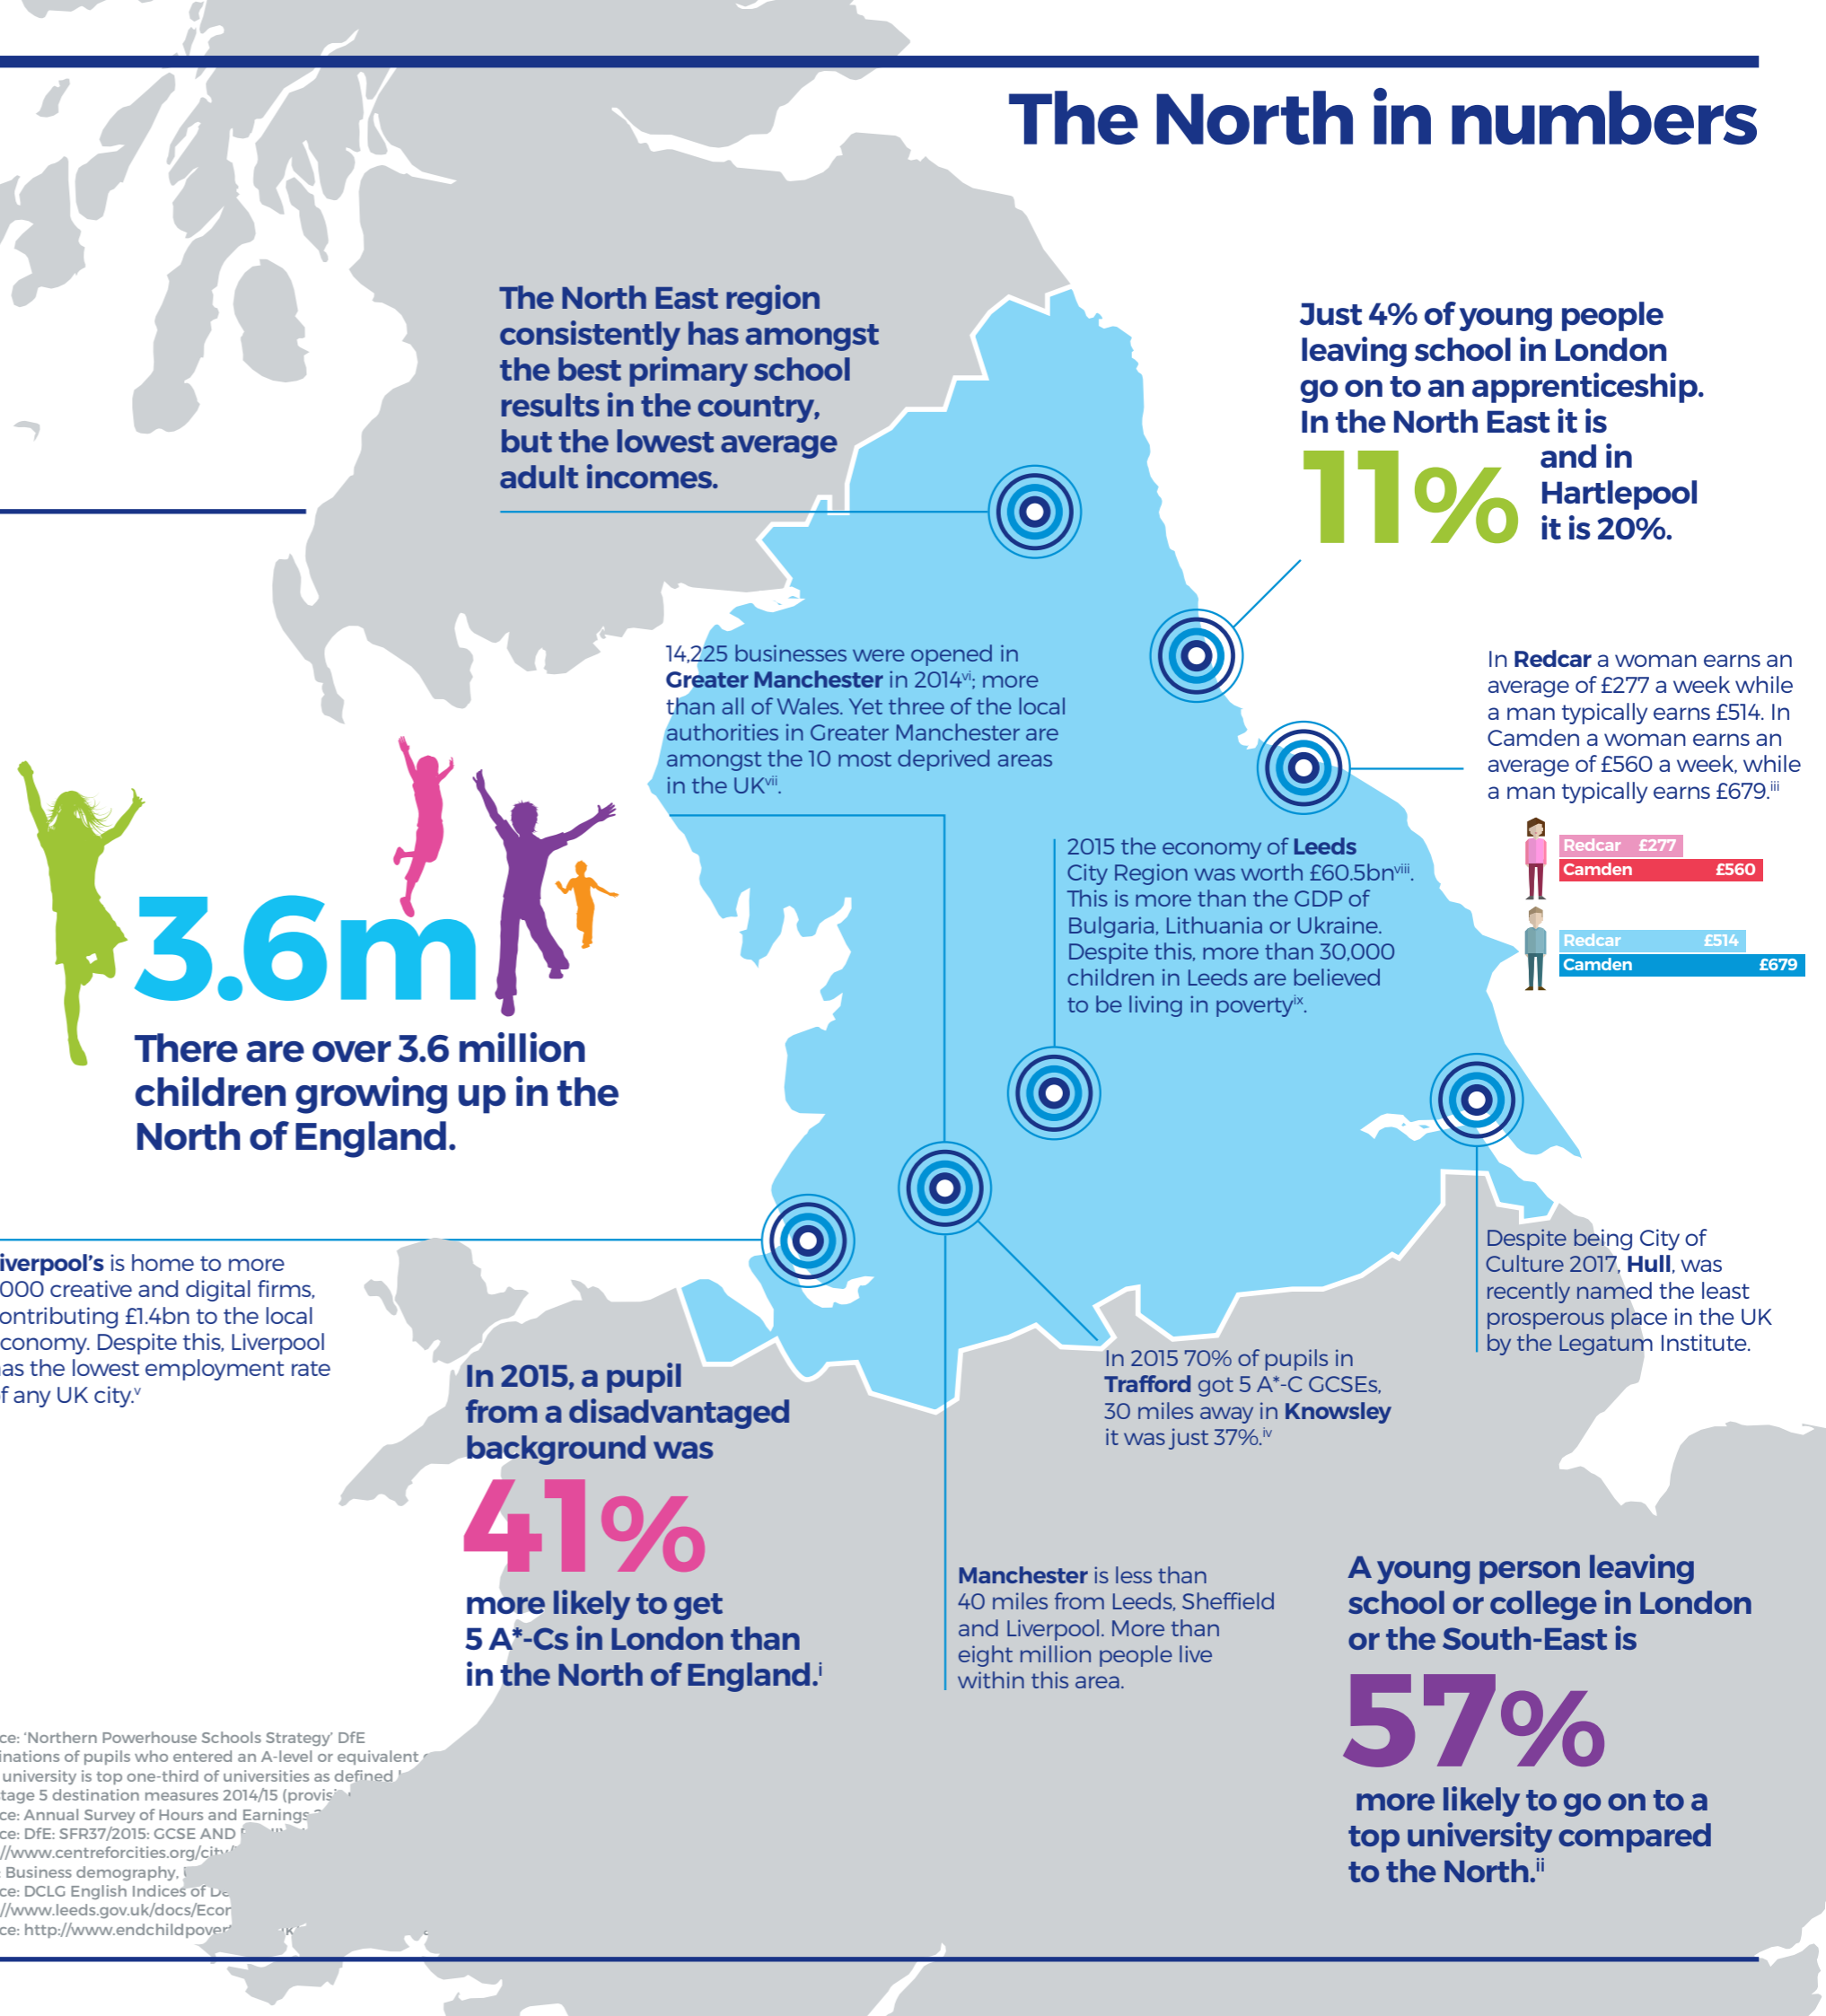 The North in numbers
The North East region
consistently has amongst
the best primary school
results in the country,
but the lowest average
adult incomes.
Just 4% of young people
leaving school in London
go on to an apprenticeship.
In the North East it is
11% and in
Hartlepool
it is 20%.
14,225 businesses were opened in
Greater Manchester in 2014vi; more
than all of Wales. Yet three of the local
authorities in Greater Manchester are
amongst the 10 most deprived areas
in the UKvii.
In Redcar a woman earns an
average of £277 a week while
a man typically earns £514. In
Camden a woman earns an
average of £560 a week, while
a man typically earns £679.iii
Redcar £277
Camden £560
Redcar £514
Camden £679
2015 the economy of Leeds
City Region was worth £60.5bnviii.
This is more than the GDP of
Bulgaria, Lithuania or Ukraine.
Despite this, more than 30,000
children in Leeds are believed
to be living in povertyix.
3.6m
There are over 3.6 million
children growing up in the
North of England.
iverpool's is home to more
000 creative and digital firms,
ontributing £1.4bn to the local
conomy. Despite this, Liverpool
as the lowest employment rate
f any UK city.v
In 2015, a pupil
from a disadvantaged
background was
41%
more likely to get
5 A*-Cs in London than
in the North of England.i
In 2015 70% of pupils in
Trafford got 5 A*-C GCSEs,
30 miles away in Knowsley
it was just 37%.iv
Despite being City of
Culture 2017, Hull, was
recently named the least
prosperous place in the UK
by the Legatum Institute.
Manchester is less than
40 miles from Leeds, Sheffield
and Liverpool. More than
eight million people live
within this area.
A young person leaving
school or college in London
or the South-East is
57%
more likely to go on to a
top university compared
to the North.ii
ce: 'Northern Powerhouse Schools Strategy' DfE
inations of pupils who entered an A-level or equivalent
university is top one-third of universities as defined
tage 5 destination measures 2014/15
ce: Annual Survey of Hours and Earnings
ce: DfE: SFR37/2015: GCSE AND
//www.centreforcities.org/city/
: Business demography,
ce: DCLG English Indices of
//www.leeds.gov.uk/docs/Econ
ce: http://www.endchildpover